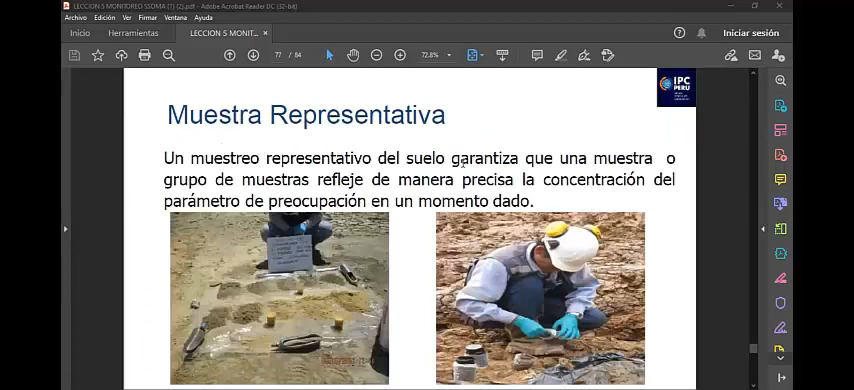 LECCION 5 MONITOREO SSOMA (1) (2).pdf - Adobe Acrobat Reader DC (32-bit)
Archivo Edición Ver Firmar Ventana Ayuda
Inicio Herramientas LECCION 5 MONIT... × Iniciar sesión
77 / 84 72.8%
IPC
PERU
Muestra Representativa
Un muestreo representativo del suelo garantiza que una muestra o
grupo de muestras refleje de manera precisa la concentración del
parámetro de preocupación en un momento dado.